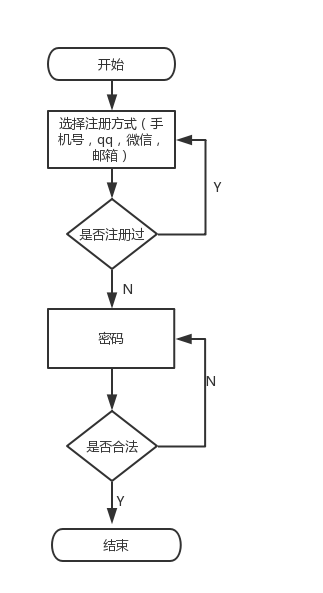 开始
选择注册方式（手
机号，qq，微信，
邮箱）
Y
是否注册过
N
密码
N
是否合法
Y
结束